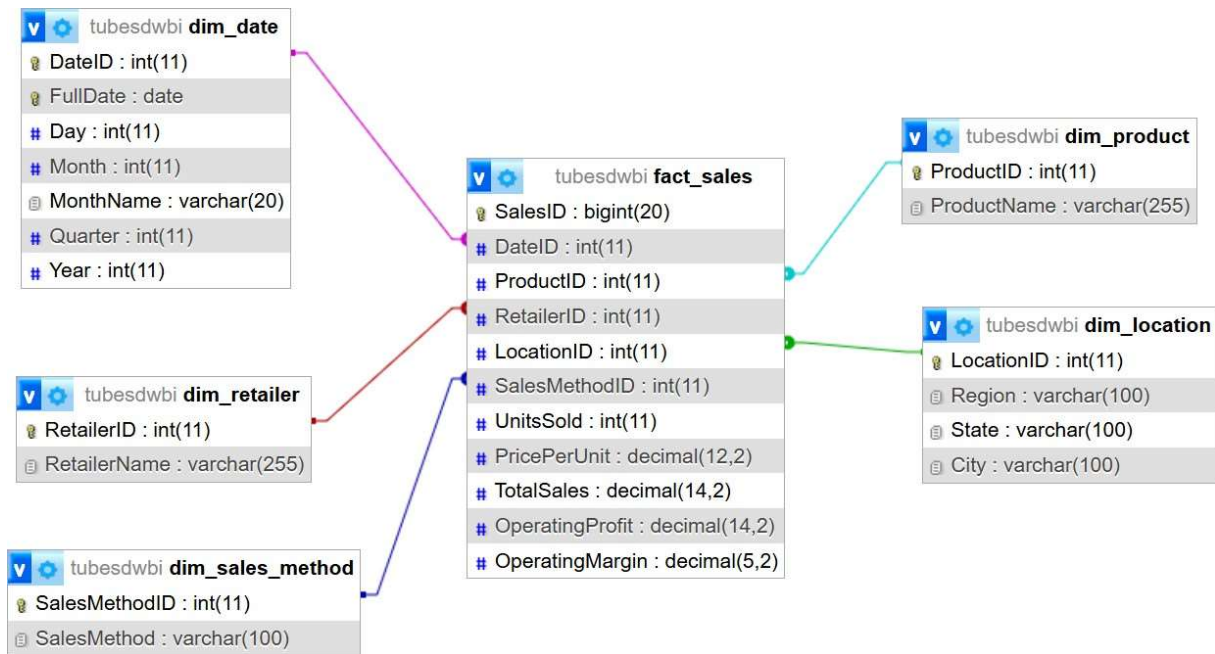 tubesdwbi dim_date
DateID : int(11)
FullDate : date
Day : int(11)
Month : int(11)
MonthName : varchar(20)
Quarter : int(11)
Year : int(11)
tubesdwbi dim_retailer
RetailerID : int(11)
RetailerName : varchar(255)
tubesdwbi dim_sales_method
SalesMethodID : int(11)
SalesMethod : varchar(100)
tubesdwbi fact_sales
SalesID : bigint(20)
DateID : int(11)
ProductID : int(11)
RetailerID : int(11)
LocationID : int(11)
SalesMethodID : int(11)
UnitsSold : int(11)
PricePerUnit : decimal(12,2)
TotalSales : decimal(14,2)
OperatingProfit : decimal(14,2)
OperatingMargin : decimal(5,2)
tubesdwbi dim_product
ProductID : int(11)
ProductName : varchar(255)
tubesdwbi dim_location
LocationID : int(11)
Region : varchar(100)
State : varchar(100)
City : varchar(100)